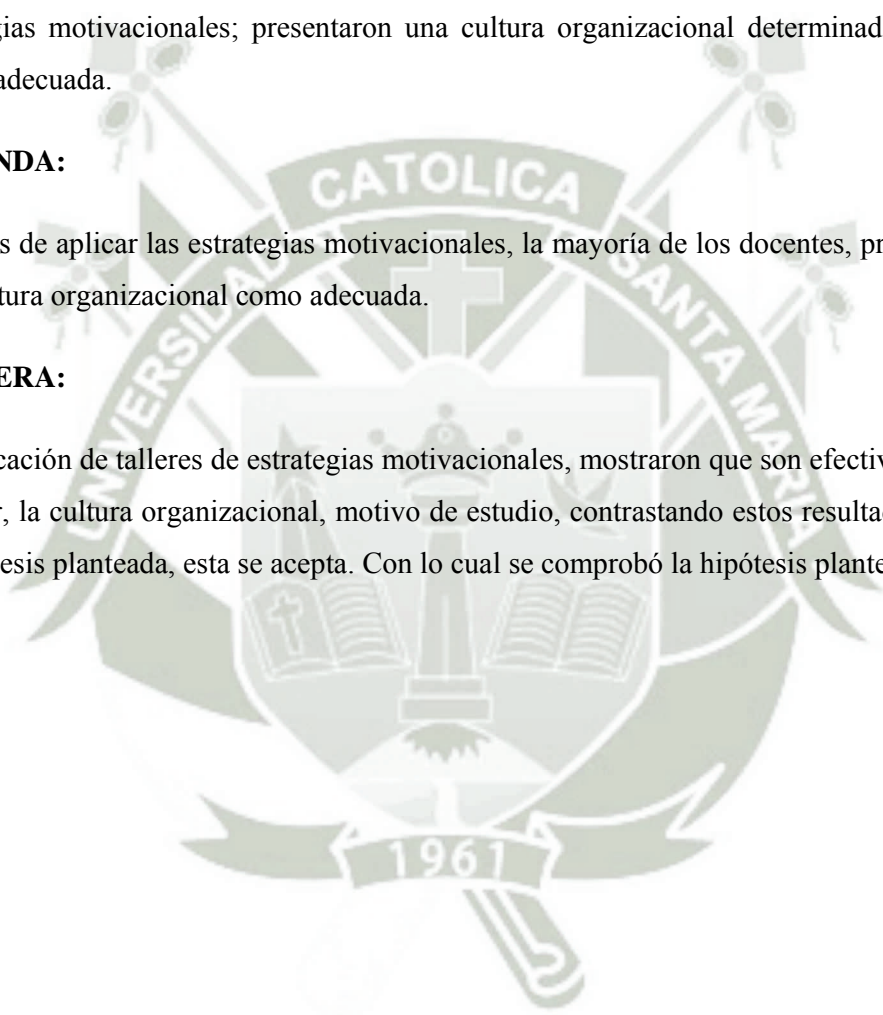 gias motivacionales; presentaron una cultura organizacional determinad
adecuada.
NDA:
s de aplicar las estrategias motivacionales, la mayoría de los docentes, pr
tura organizacional como adecuada.
ERA:
cación de talleres de estrategias motivacionales, mostraron que son efectiv
r, la cultura organizacional, motivo de estudio, contrastando estos resulta
esis planteada, esta se acepta. Con lo cual se comprobó la hipótesis plante
UNIVERSIDAD CATOLICA SANTA MARIA
1961